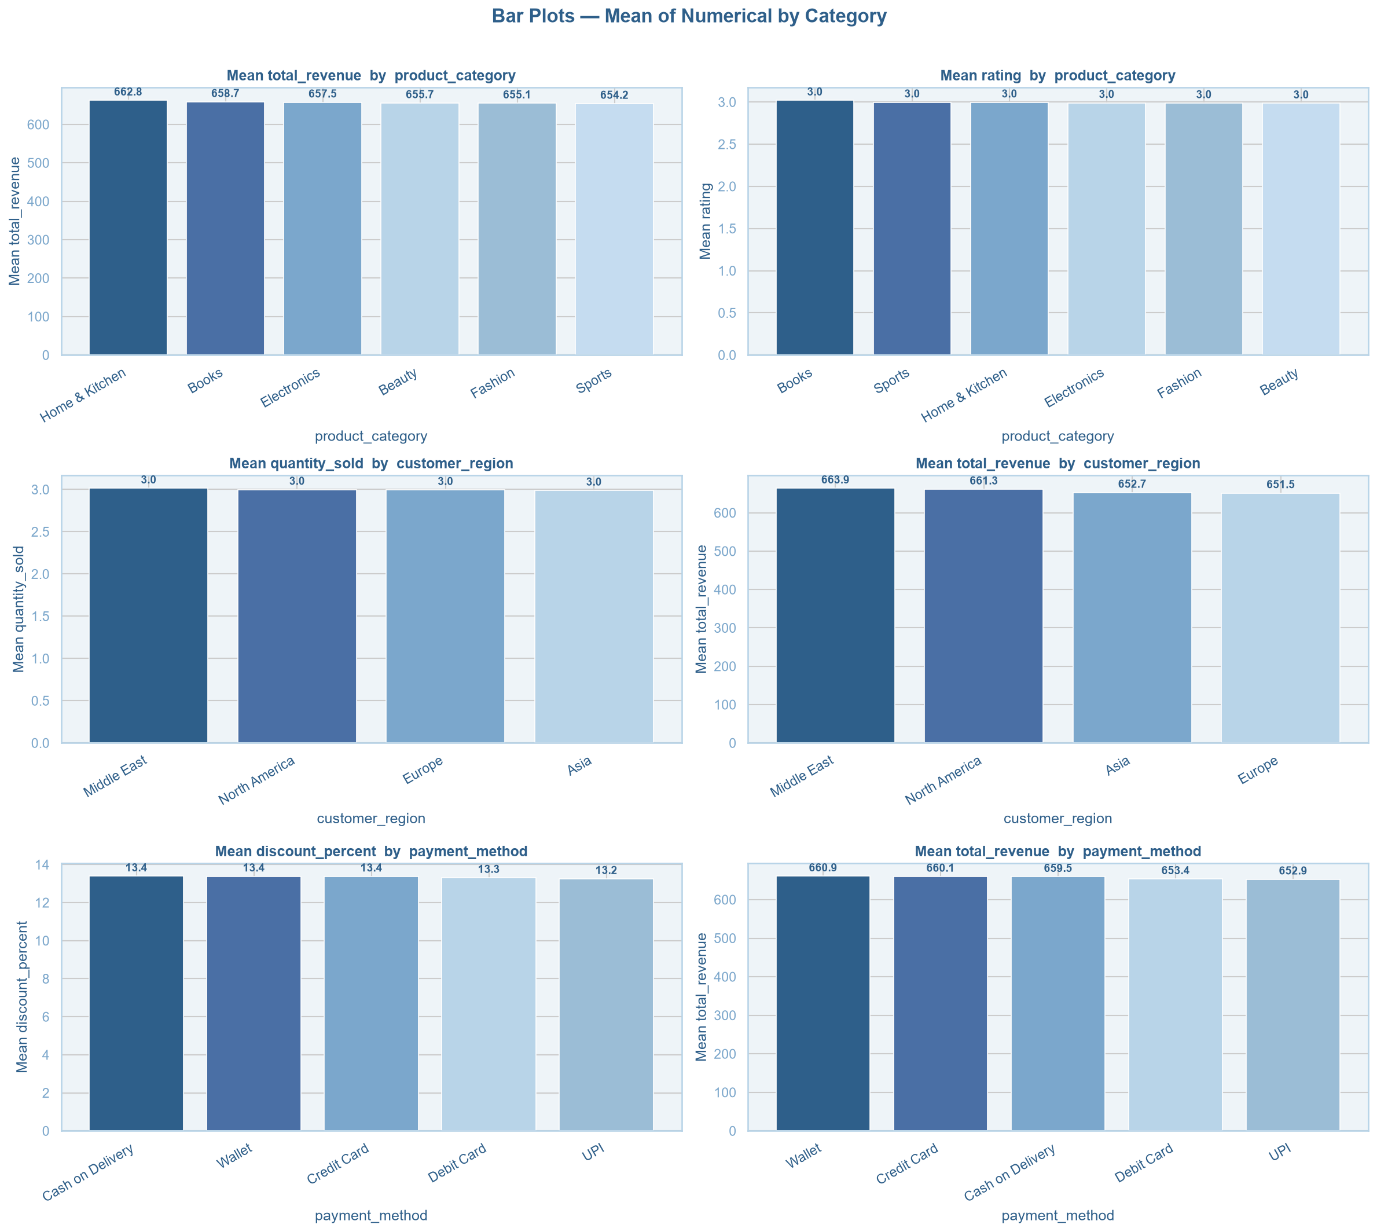 Bar Plots — Mean of Numerical by Category
Mean total_revenue by product_category
662.8 658.7 657.5 655.7 655.1 654.2
600
500
400
300
200
100
0
Mean total_revenue
Home & Kitchen Books Electronics Beauty Fashion Sports
product_category
Mean rating by product_category
3.0 3.0 3.0 3.0 3.0 3.0
3.0
2.5
2.0
1.5
1.0
0.5
0.0
Mean rating
Books Sports Home & Kitchen Electronics Fashion Beauty
product_category
Mean quantity_sold by customer_region
3.0 3.0 3.0 3.0
3.0
2.5
2.0
1.5
1.0
0.5
0.0
Mean quantity_sold
Middle East North America Europe Asia
customer_region
Mean total_revenue by customer_region
663.9 661.3 652.7 651.5
600
500
400
300
200
100
0
Mean total_revenue
Middle East North America Asia Europe
customer_region
Mean discount_percent by payment_method
13.4 13.4 13.4 13.3 13.2
14
12
10
8
6
4
2
0
Mean discount_percent
Cash on Delivery Wallet Credit Card Debit Card UPI
payment_method
Mean total_revenue by payment_method
660.9 660.1 659.5 653.4 652.9
600
500
400
300
200
100
0
Mean total_revenue
Wallet Credit Card Cash on Delivery Debit Card UPI
payment_method